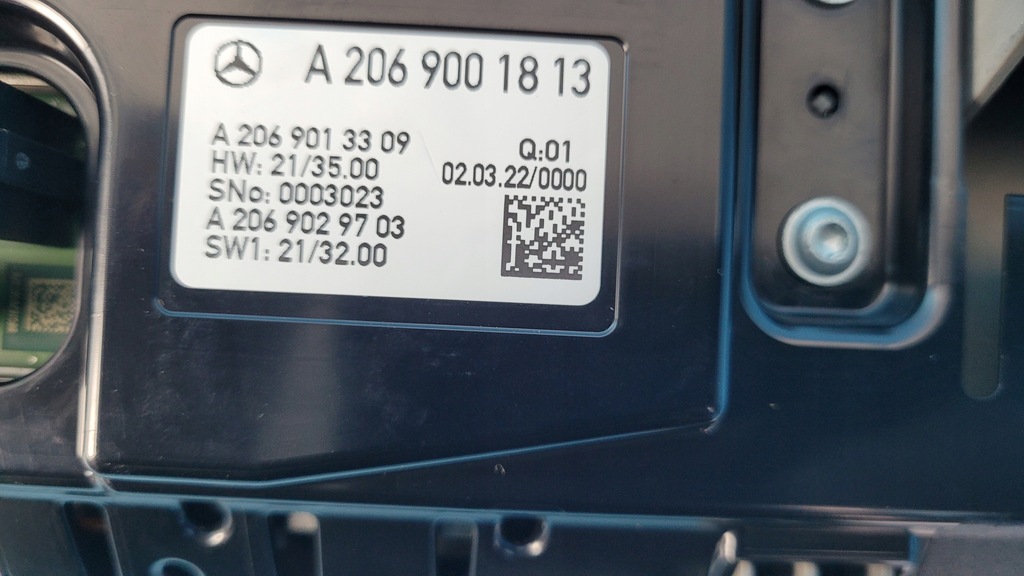 A 206 900 18 13
A 206 901 33 09
HW: 21/35.00
SNo: 0003023
A 206 902 97 03
SW1: 21/32.00
Q:01
02.03.22/0000